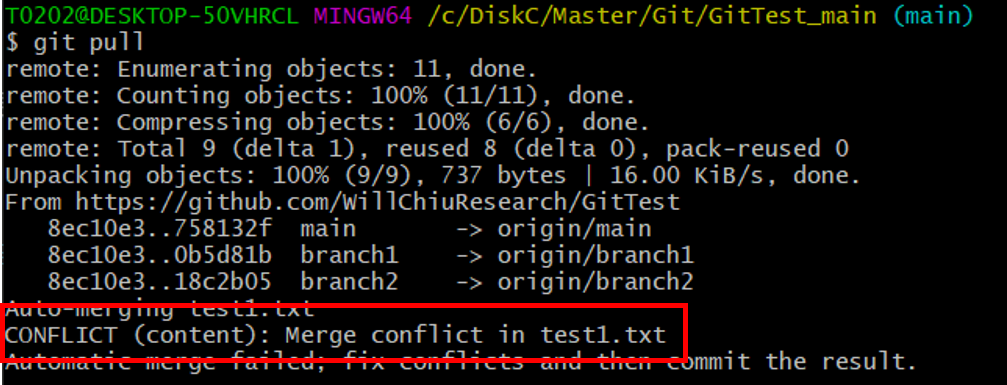 T0202@DESKTOP-50VHRCL MINGW64 /c/DiskC/Master/Git/GitTest_main (main)
$ git pull
remote: Enumerating objects: 11, done.
remote: Counting objects: 100% (11/11), done.
remote: Compressing objects: 100% (6/6), done.
remote: Total 9 (delta 1), reused 8 (delta 0), pack-reused 0
Unpacking objects: 100% (9/9), 737 bytes | 16.00 KiB/s, done.
From https://github.com/WillChiuResearch/GitTest
   8ec10e3..758132f  main       -> origin/main
   8ec10e3..0b5d81b  branch1    -> origin/branch1
   8ec10e3..18c2b05  branch2    -> origin/branch2
Auto-merging test1.txt
CONFLICT (content): Merge conflict in test1.txt
Automatic merge failed; fix conflicts and then commit the result.